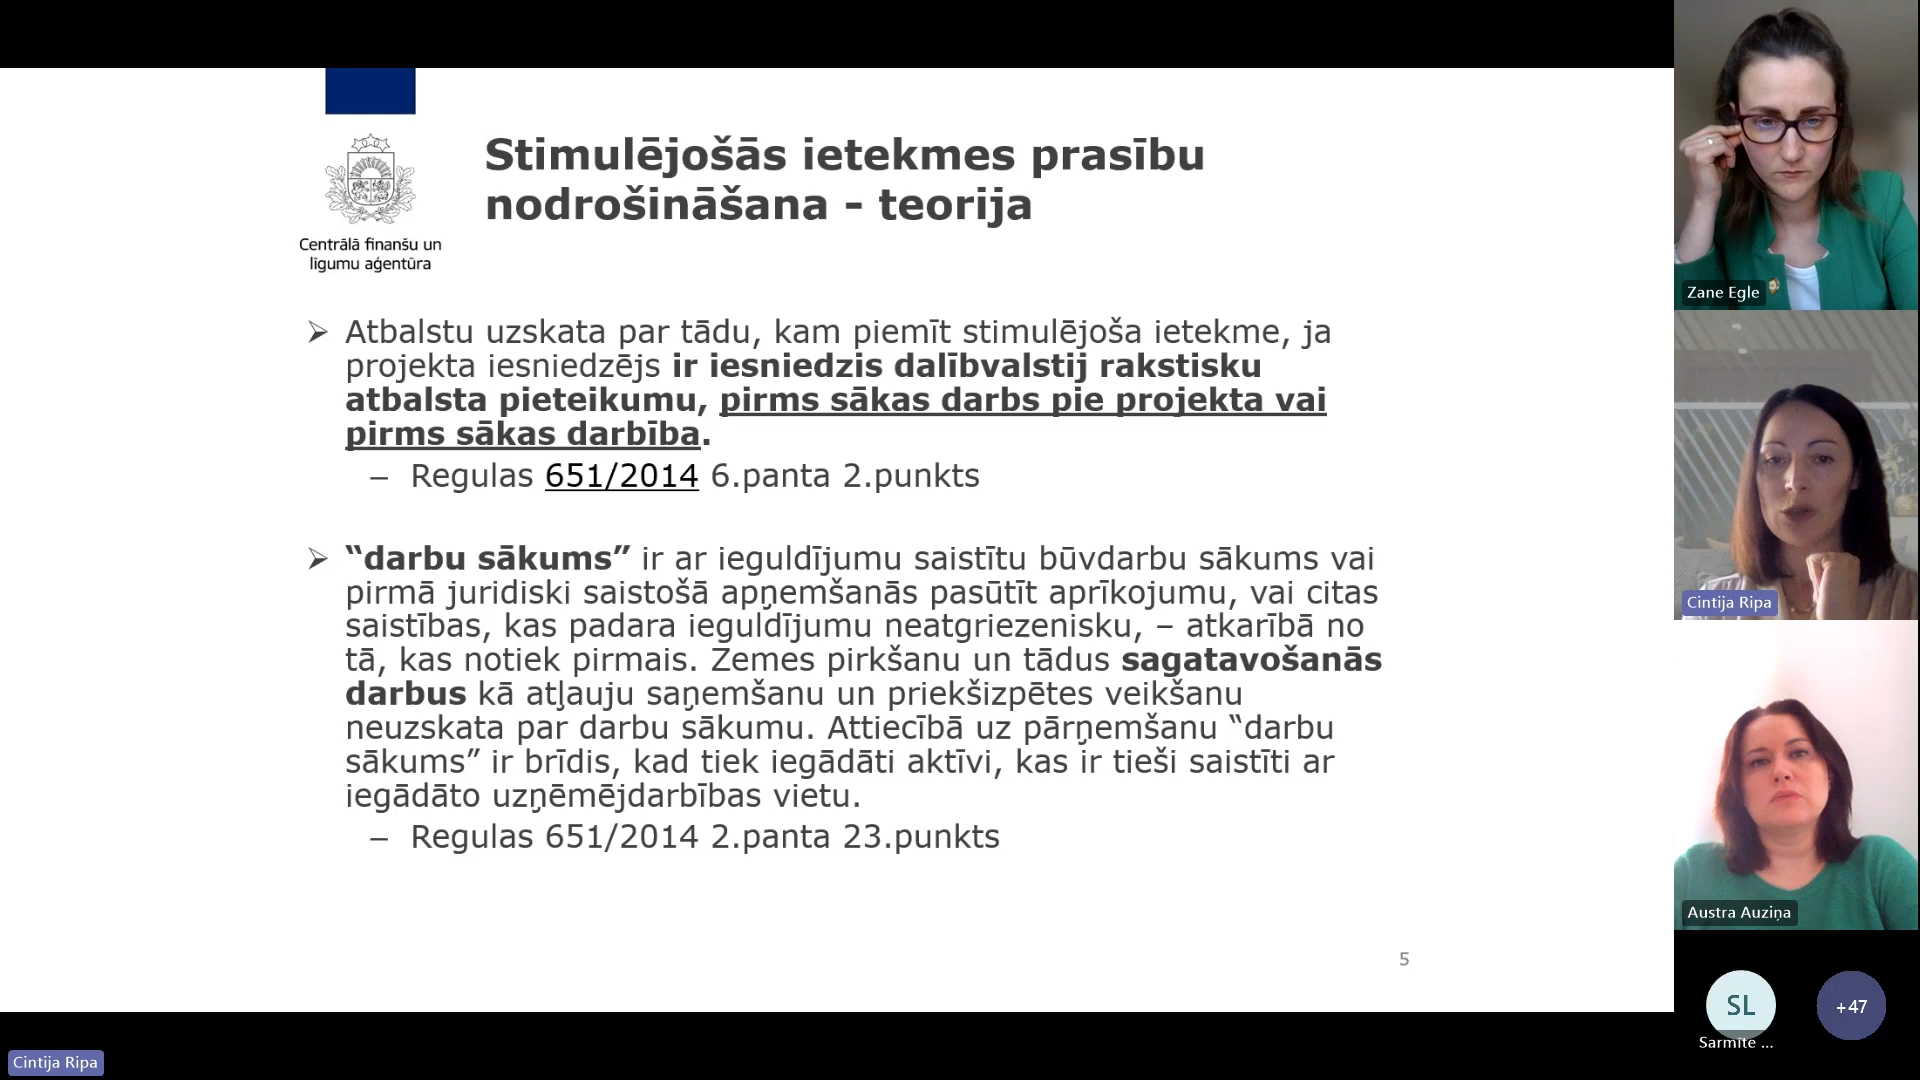 Centrālā finanšu un
līgumu aģentūra
Stimulējošās ietekmes prasību
nodrošināšana - teorija
➢ Atbalstu uzskata par tādu, kam piemīt stimulējoša ietekme, ja
projekta iesniedzējs ir iesniedzis dalībvalstij rakstisku
atbalsta pieteikumu, pirms sākas darbs pie projekta vai
pirms sākas darbība.
– Regulas 651/2014 6.panta 2.punkts
➢ “darbu sākums” ir ar ieguldījumu saistītu būvdarbu sākums vai
pirmā juridiski saistošā apņemšanās pasūtīt aprīkojumu, vai citas
saistības, kas padara ieguldījumu neatgriezenisku, – atkarībā no
tā, kas notiek pirmais. Zemes pirkšanu un tādus sagatavošanās
darbus kā atļauju saņemšanu un priekšizpētes veikšanu
neuzskata par darbu sākumu. Attiecībā uz pārņemšanu “darbu
sākums” ir brīdis, kad tiek iegādāti aktīvi, kas ir tieši saistīti ar
iegādāto uzņēmējdarbības vietu.
– Regulas 651/2014 2.panta 23.punkts
5
Zane Egle
Cintija Ripa
Austra Auziņa
SL
+47
Sarmīte ...
Cintija Ripa